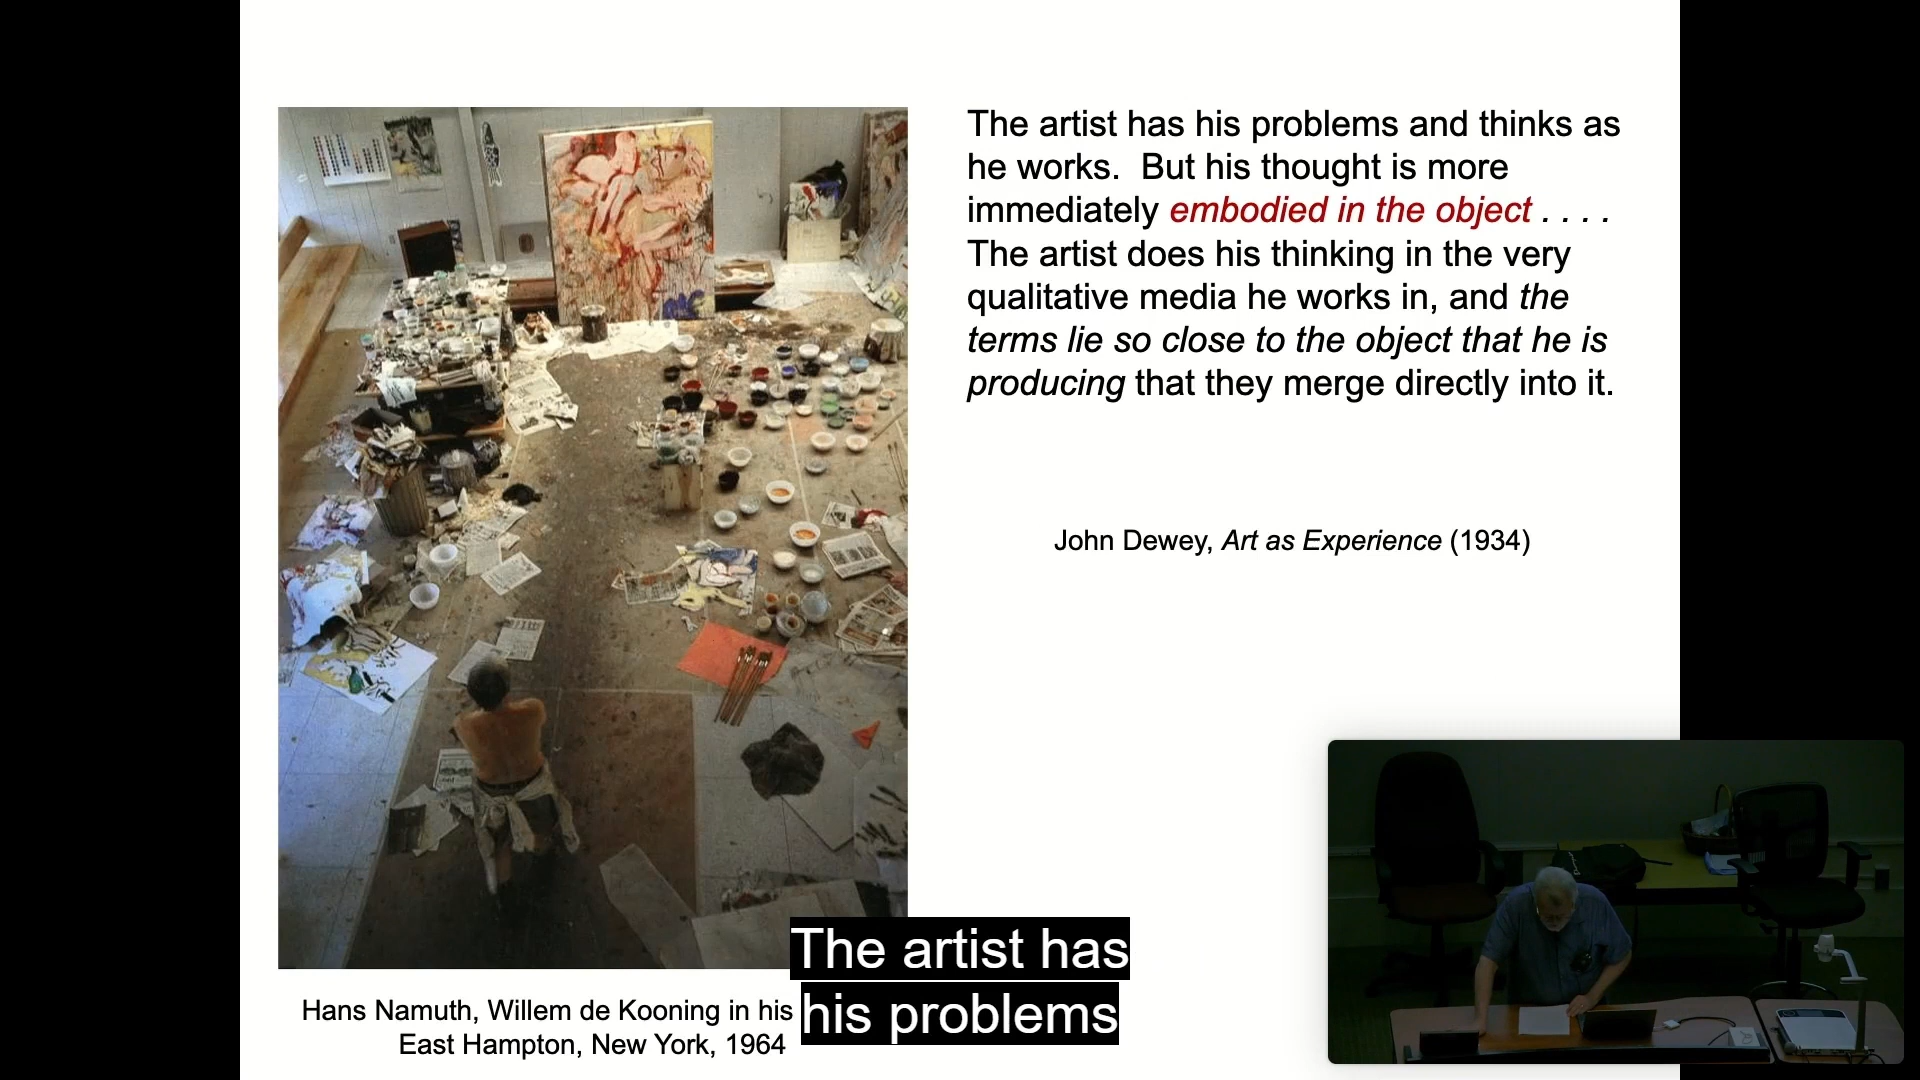 The artist has his problems and thinks as
he works.  But his thought is more
immediately embodied in the object . . . .
The artist does his thinking in the very
qualitative media he works in, and the
terms lie so close to the object that he is
producing that they merge directly into it.
John Dewey, Art as Experience (1934)
Hans Namuth, Willem de Kooning in his
East Hampton, New York, 1964
The artist has
his problems